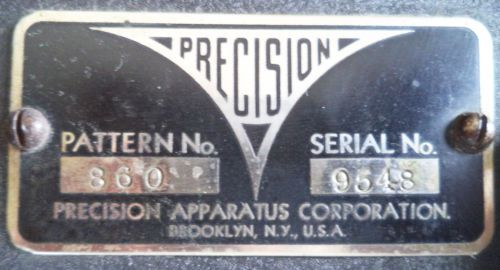 PRECISION
PATTERN No. SERIAL No.
860 P 9548
PRECISION APPARATUS CORPORATION.
BROOKLYN, N.Y., U.S.A.